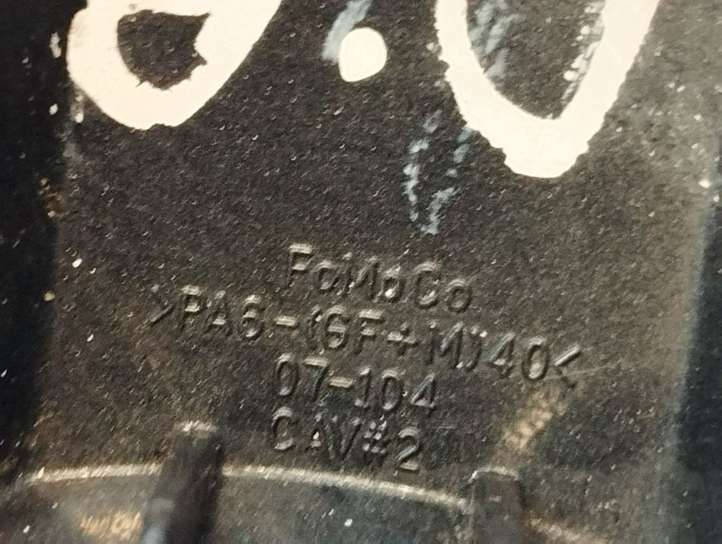 FoMoCo
>PA6-(GF+M)40<
07-104
CAV#2